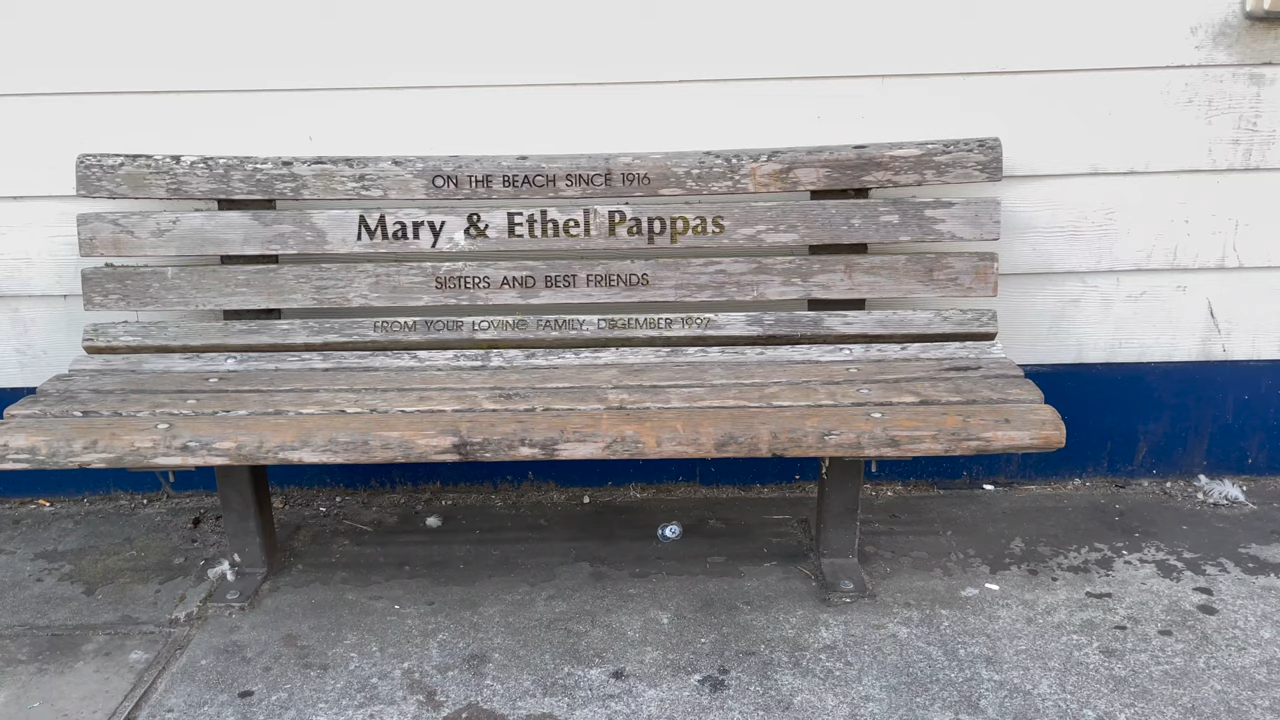 ON THE BEACH SINCE 1916
Mary & Ethel Pappas
SISTERS AND BEST FRIENDS
FROM YOUR LOVING FAMILY, DECEMBER 1997